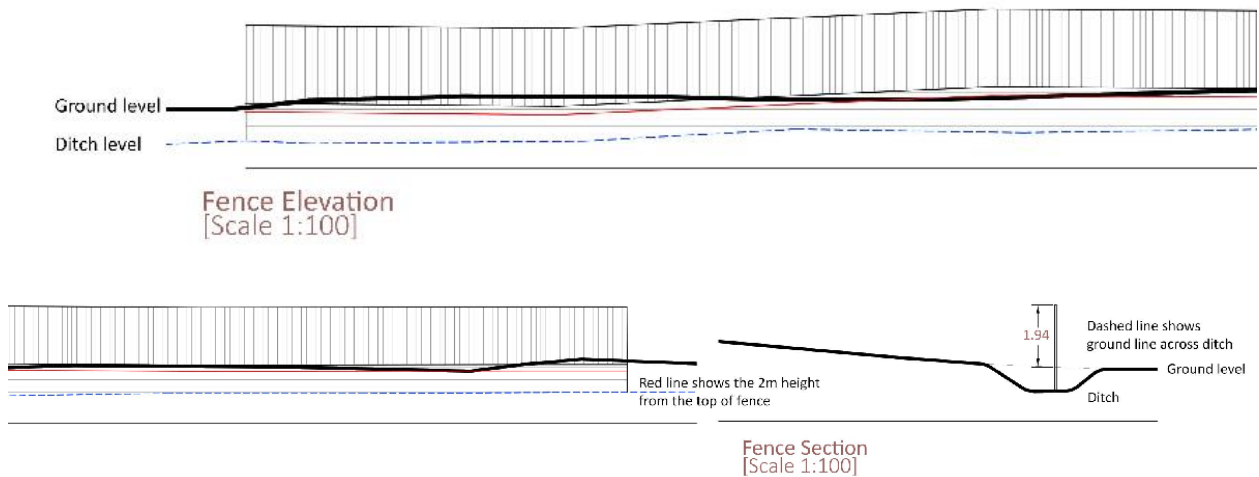 Ground level
Ditch level
Fence Elevation
[Scale 1:100]
1.94
Dashed line shows
ground line across ditch
Ground level
Red line shows the 2m height
from the top of fence
Ditch
Fence Section
[Scale 1:100]